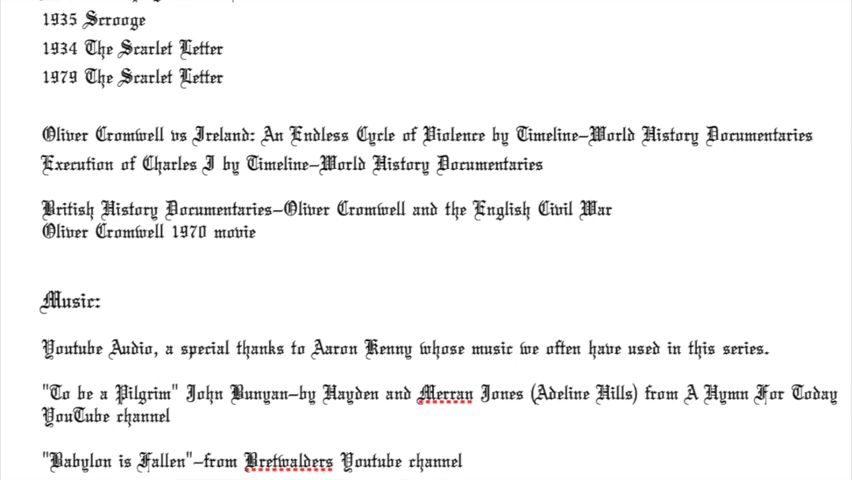 1935 Scrooge
1934 The Scarlet Letter
1979 The Scarlet Letter
Oliver Cromwell vs Ireland: An Endless Cycle of Violence by Timeline–World History Documentaries
Execution of Charles I by Timeline–World History Documentaries
British History Documentaries–Oliver Cromwell and the English Civil War
Oliver Cromwell 1970 movie
Music:
Youtube Audio, a special thanks to Aaron Kenny whose music we often have used in this series.
"To be a Pilgrim" John Bunyan–by Hayden and Merran Jones (Adeline Hills) from A Hymn For Today
YouTube channel
"Babylon is Fallen"–from Bretwalders Youtube channel